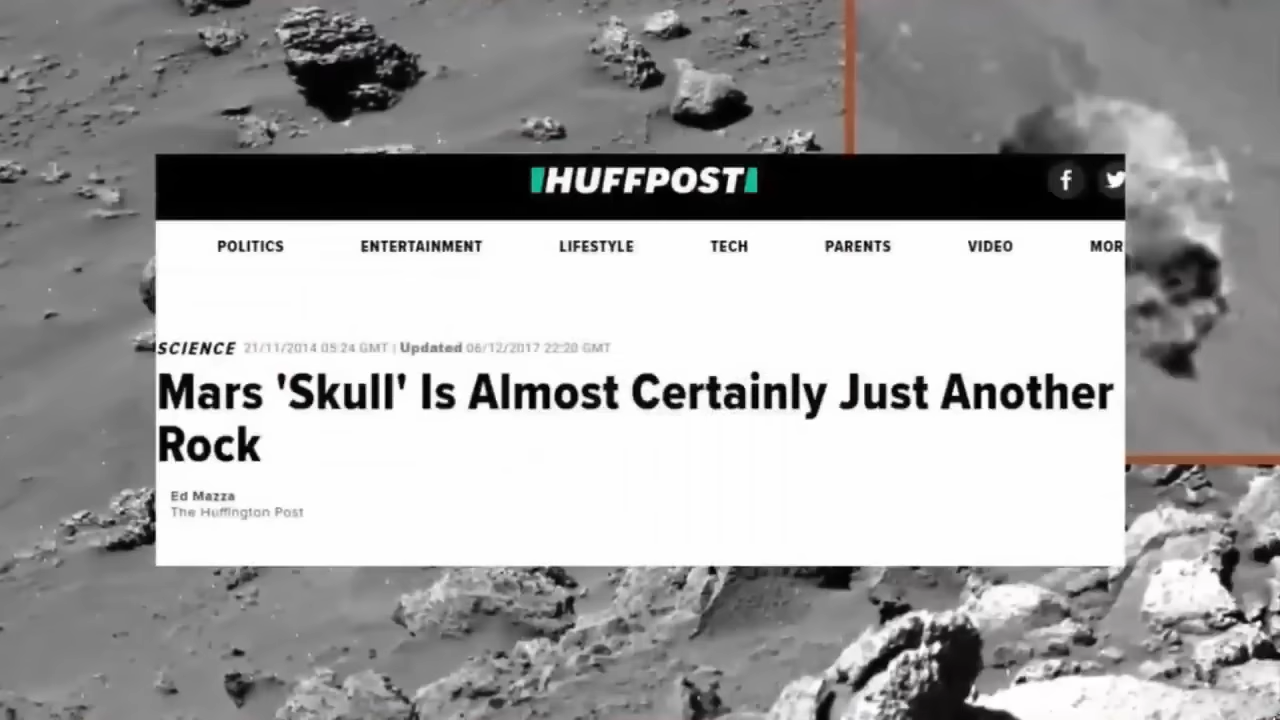 HUFFPOST
POLITICS ENTERTAINMENT LIFESTYLE TECH PARENTS VIDEO MOR
SCIENCE 21/11/2014 05:24 GMT | Updated 06/12/2017 22:20 GMT
Mars 'Skull' Is Almost Certainly Just Another
Rock
Ed Mazza
The Huffington Post